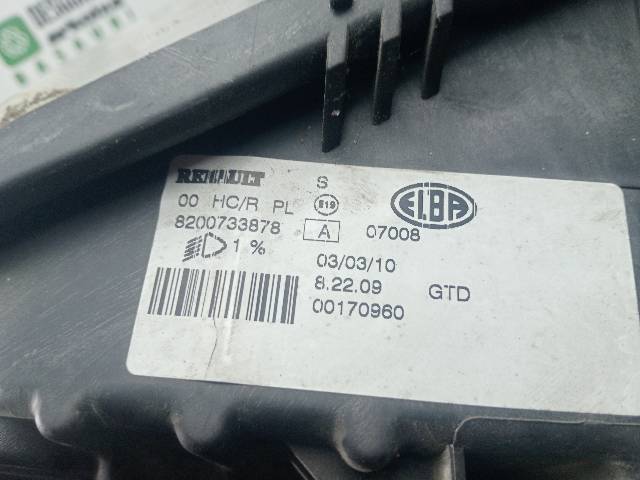 RENAULT S
00 HC/R PL E19 ELBA
8200733878 A 07008
1 %
03/03/10
8.22.09 GTD
00170960